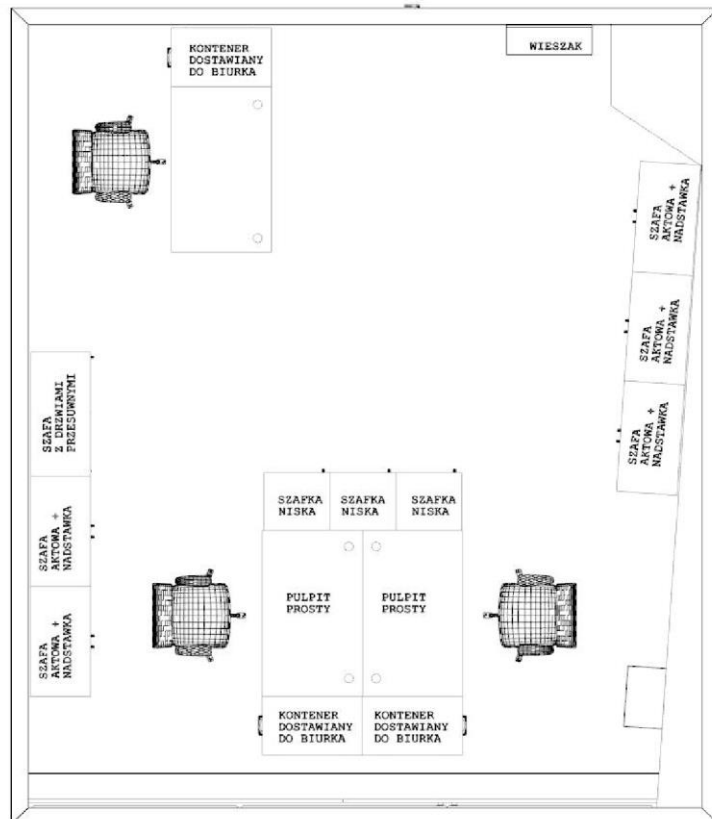 KONTENER
DOSTAWIANY
DO BIURKA
WIESZAK
SZAFA
AKTOWA +
NADSTAWKA
SZAFA
AKTOWA +
NADSTAWKA
SZAFA
AKTOWA +
NADSTAWKA
SZAFA
Z DRZWIAMI
PRZESUWNYMI
SZAFA
AKTOWA +
NADSTAWKA
SZAFA
AKTOWA +
NADSTAWKA
SZAFKA
NISKA
SZAFKA
NISKA
SZAFKA
NISKA
PULPIT
PROSTY
PULPIT
PROSTY
KONTENER
DOSTAWIANY
DO BIURKA
KONTENER
DOSTAWIANY
DO BIURKA